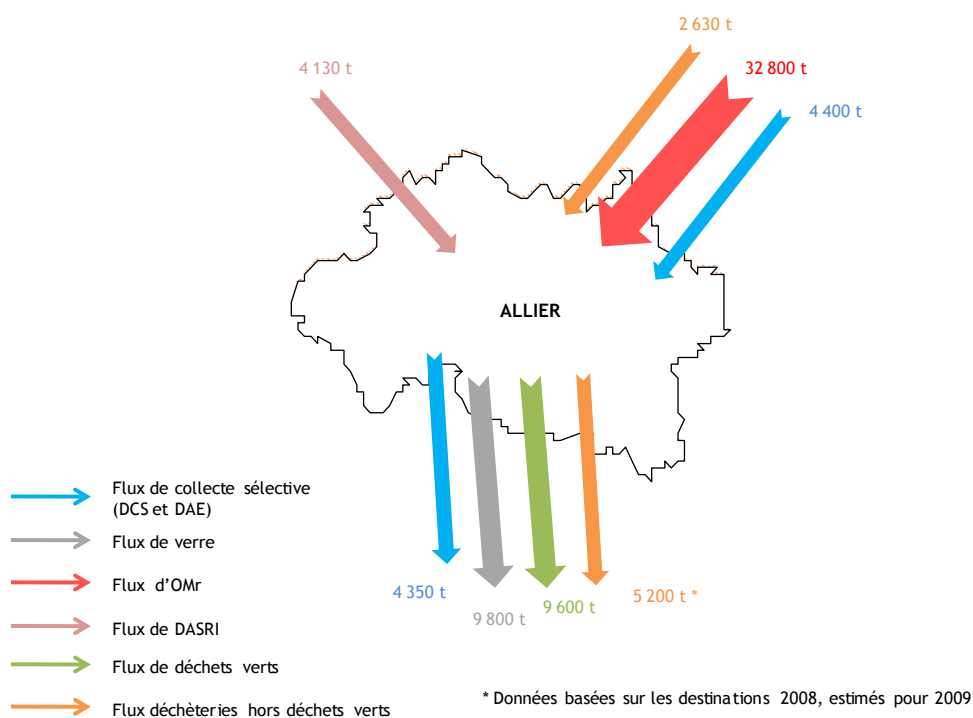 2 630 t
4 130 t
32 800 t
4 400 t
ALLIER
Flux de collecte sélective
(DCS et DAE)
Flux de verre
Flux d’OMr
Flux de DASRI
Flux de déchets verts
Flux déchèteries hors déchets verts
4 350 t
9 800 t
9 600 t
5 200 t *
* Données basées sur les destinations 2008, estimés pour 2009